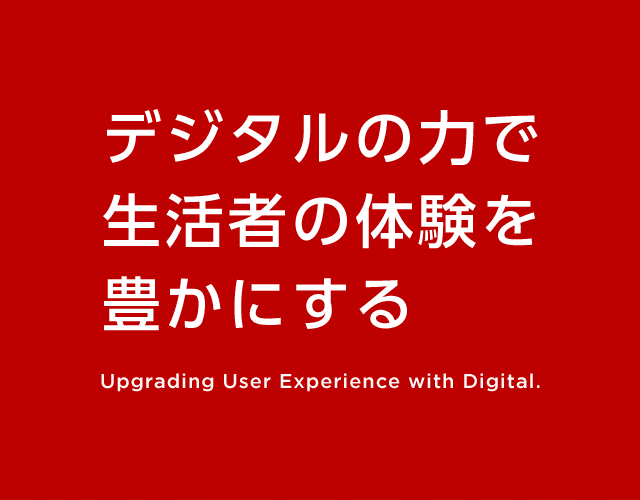 デジタルの力で
生活者の体験を
豊かにする
Upgrading User Experience with Digital.